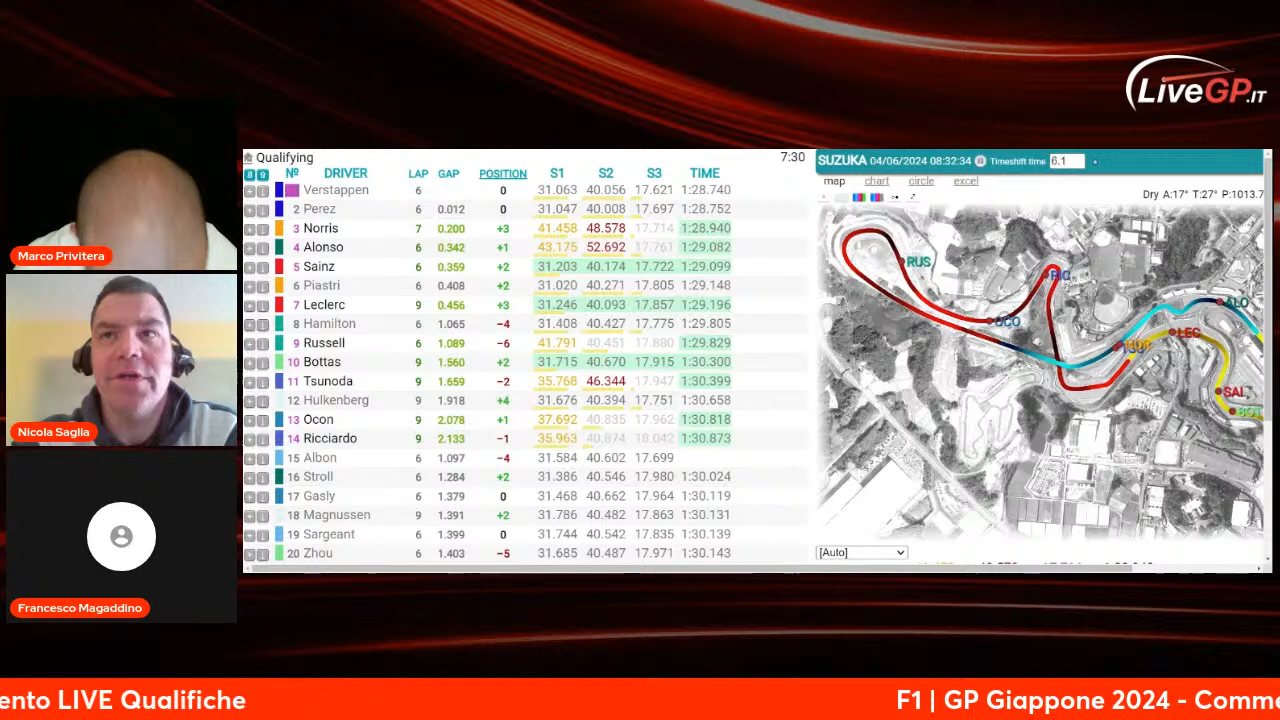 LiveGP.IT
Marco Privitera
Nicola Saglia
Francesco Magaddino
Qualifying 7:30
Nº DRIVER LAP GAP POSITION S1 S2 S3 TIME
Verstappen 6 0 31.063 40.056 17.621 1:28.740
2 Perez 6 0.012 0 31.047 40.008 17.697 1:28.752
3 Norris 7 0.200 +3 41.458 48.578 17.714 1:28.940
4 Alonso 6 0.342 +1 43.175 52.692 17.761 1:29.082
5 Sainz 6 0.359 +2 31.203 40.174 17.722 1:29.099
6 Piastri 6 0.408 +2 31.020 40.271 17.805 1:29.148
7 Leclerc 9 0.456 +3 31.246 40.093 17.857 1:29.196
8 Hamilton 6 1.065 −4 31.408 40.427 17.775 1:29.805
9 Russell 6 1.089 −6 41.791 40.451 17.880 1:29.829
10 Bottas 9 1.560 +2 31.715 40.670 17.915 1:30.300
11 Tsunoda 9 1.659 −2 35.768 46.344 17.947 1:30.399
12 Hulkenberg 9 1.918 +4 31.676 40.394 17.751 1:30.658
13 Ocon 9 2.078 +1 37.692 40.835 17.962 1:30.818
14 Ricciardo 9 2.133 −1 35.963 40.874 18.042 1:30.873
15 Albon 6 1.097 −4 31.584 40.602 17.699
16 Stroll 6 1.284 +2 31.386 40.546 17.980 1:30.024
17 Gasly 6 1.379 0 31.468 40.662 17.964 1:30.119
18 Magnussen 9 1.391 +2 31.786 40.482 17.863 1:30.131
19 Sargeant 6 1.399 0 31.744 40.542 17.835 1:30.139
20 Zhou 6 1.403 −5 31.685 40.487 17.971 1:30.143
SUZUKA 04/06/2024 08:32:34 Timeshift time 6.1
map chart circle excel
Dry A:17° T:27° P:1013.7
RUS
RIC
OCO
ALO
LEC
SAI
BOT
[Auto]
ento LIVE Qualifiche
F1 | GP Giappone 2024 - Comme